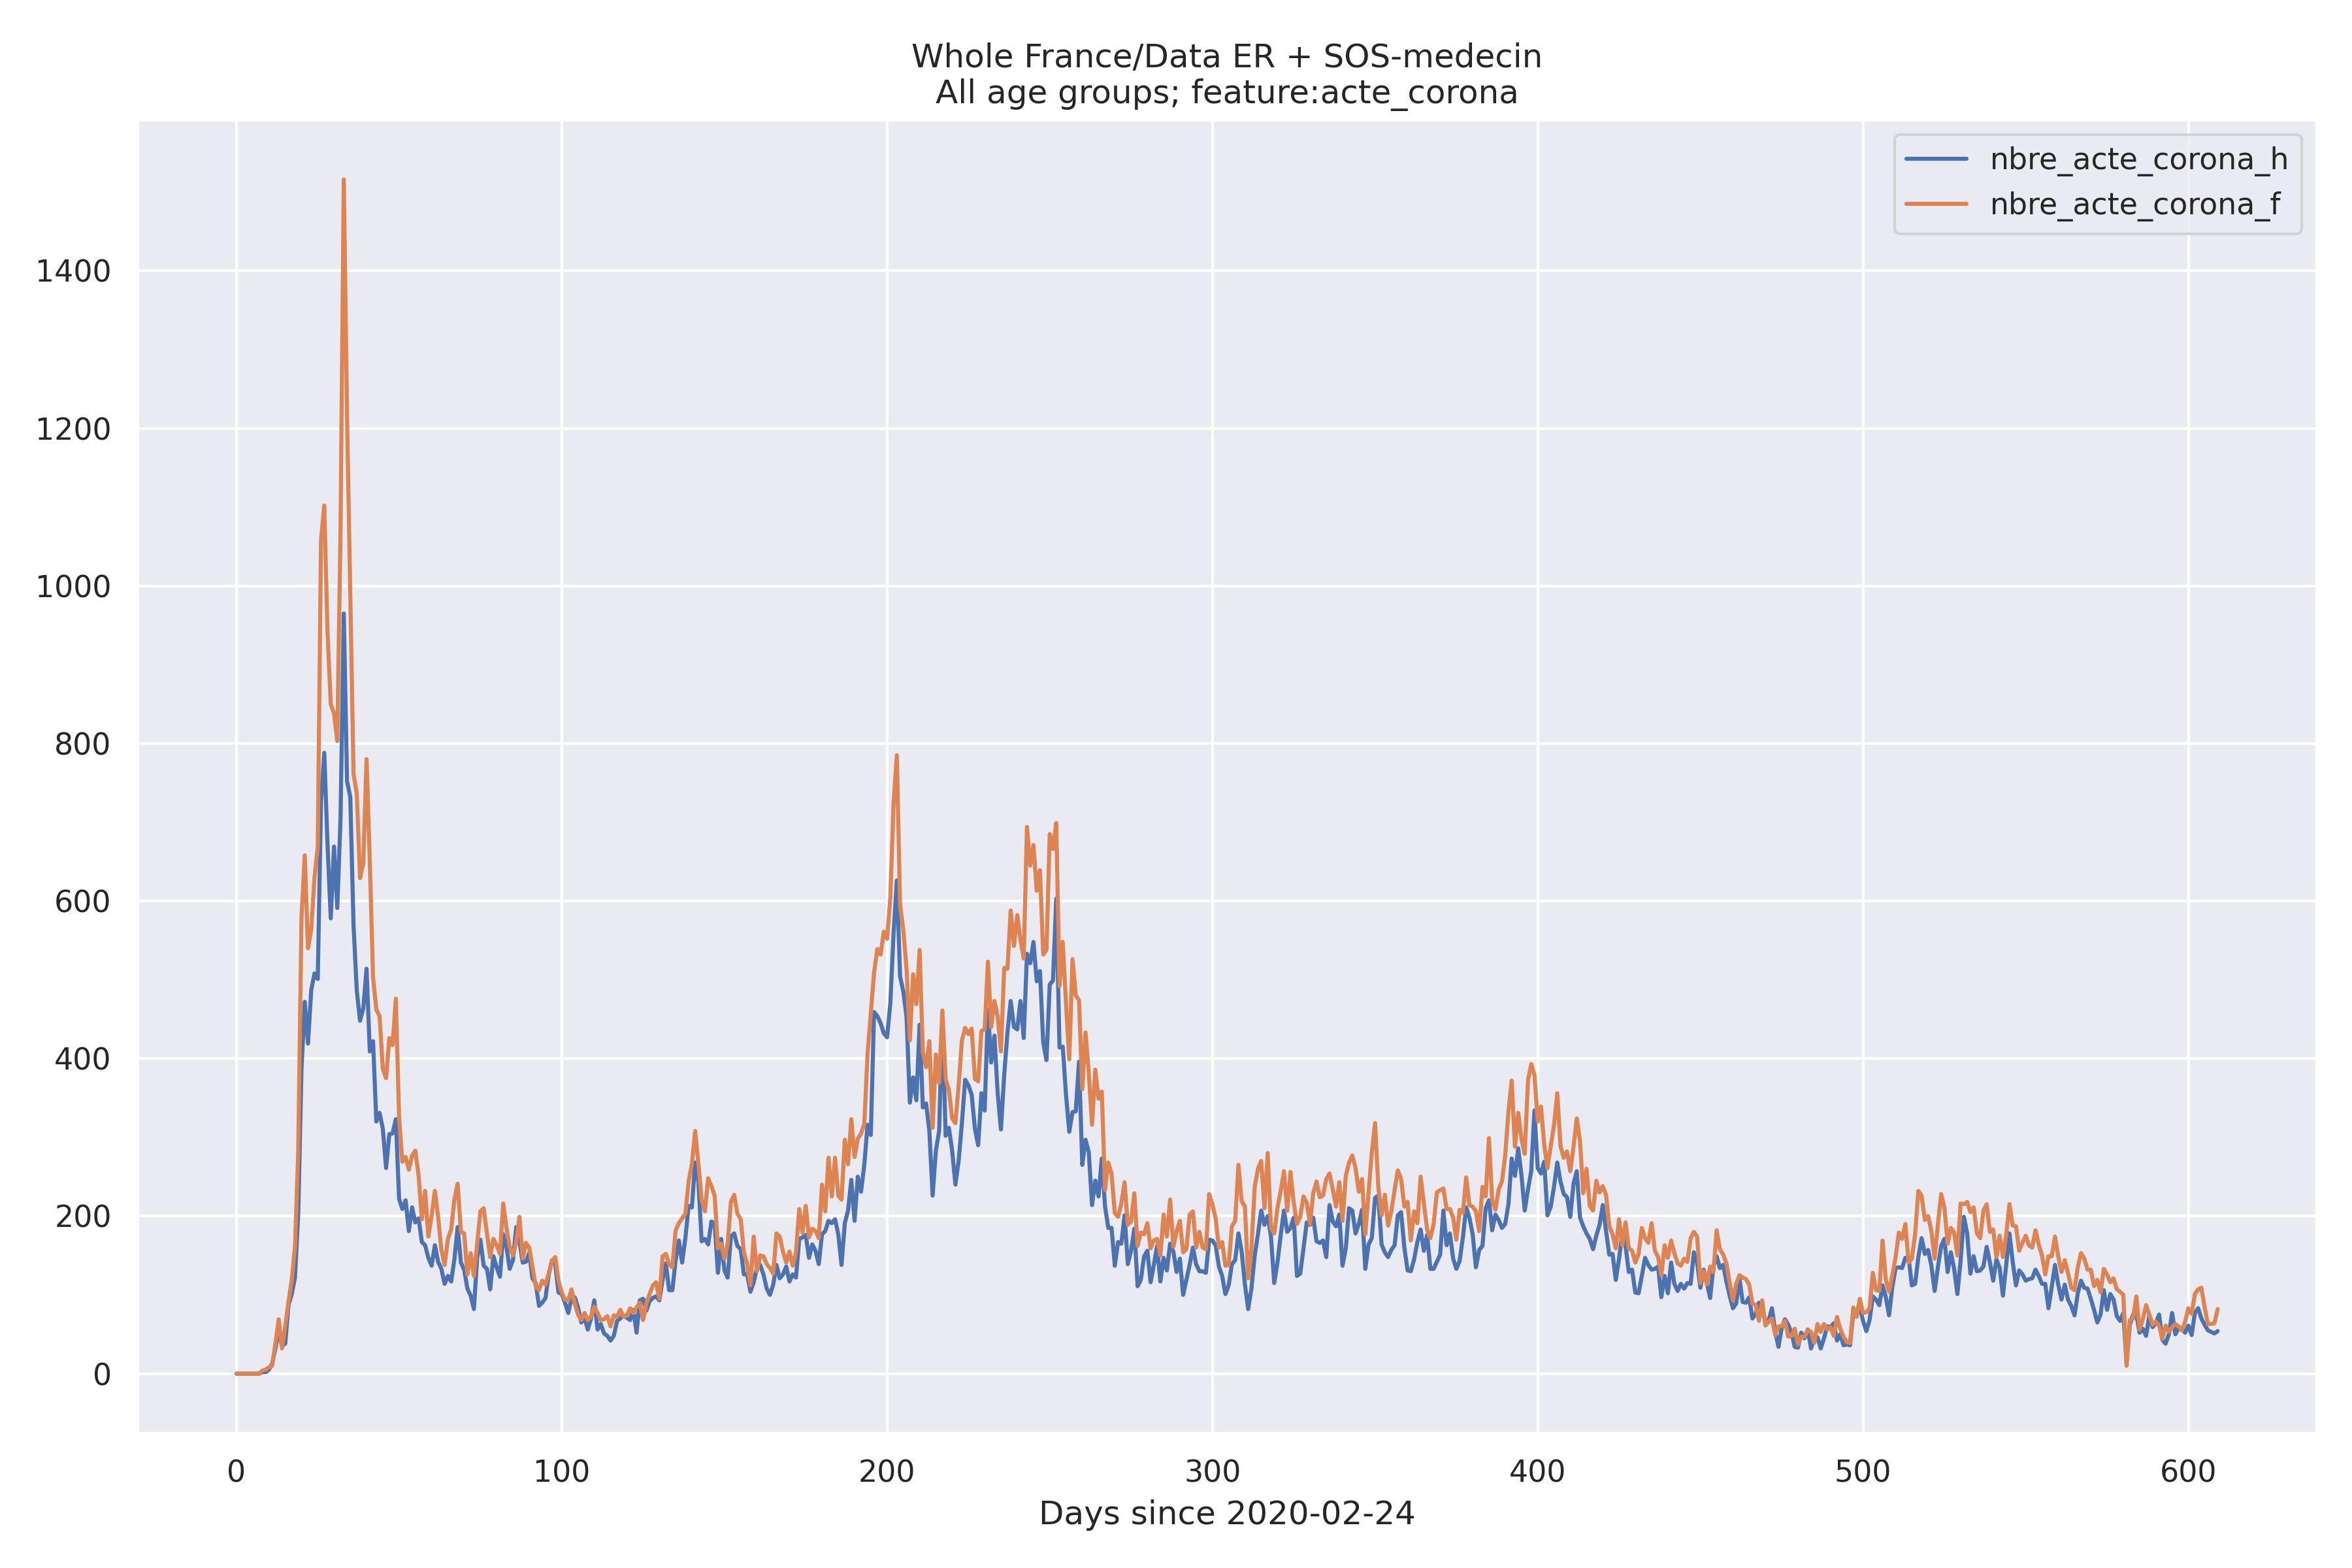 Whole France/Data ER + SOS-medecin
All age groups; feature:acte_corona
nbre_acte_corona_h
nbre_acte_corona_f
1400
1200
1000
800
600
400
200
0
0 100 200 300 400 500 600
Days since 2020-02-24